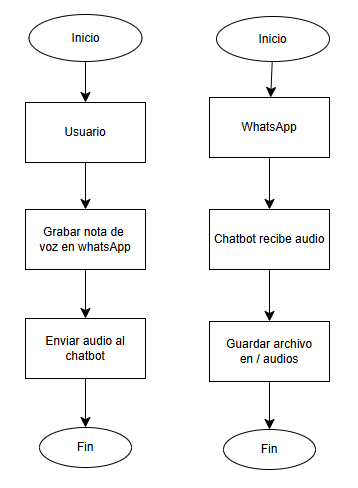 Inicio
Usuario
Grabar nota de
voz en whatsApp
Enviar audio al
chatbot
Fin
Inicio
WhatsApp
Chatbot recibe audio
Guardar archivo
en / audios
Fin